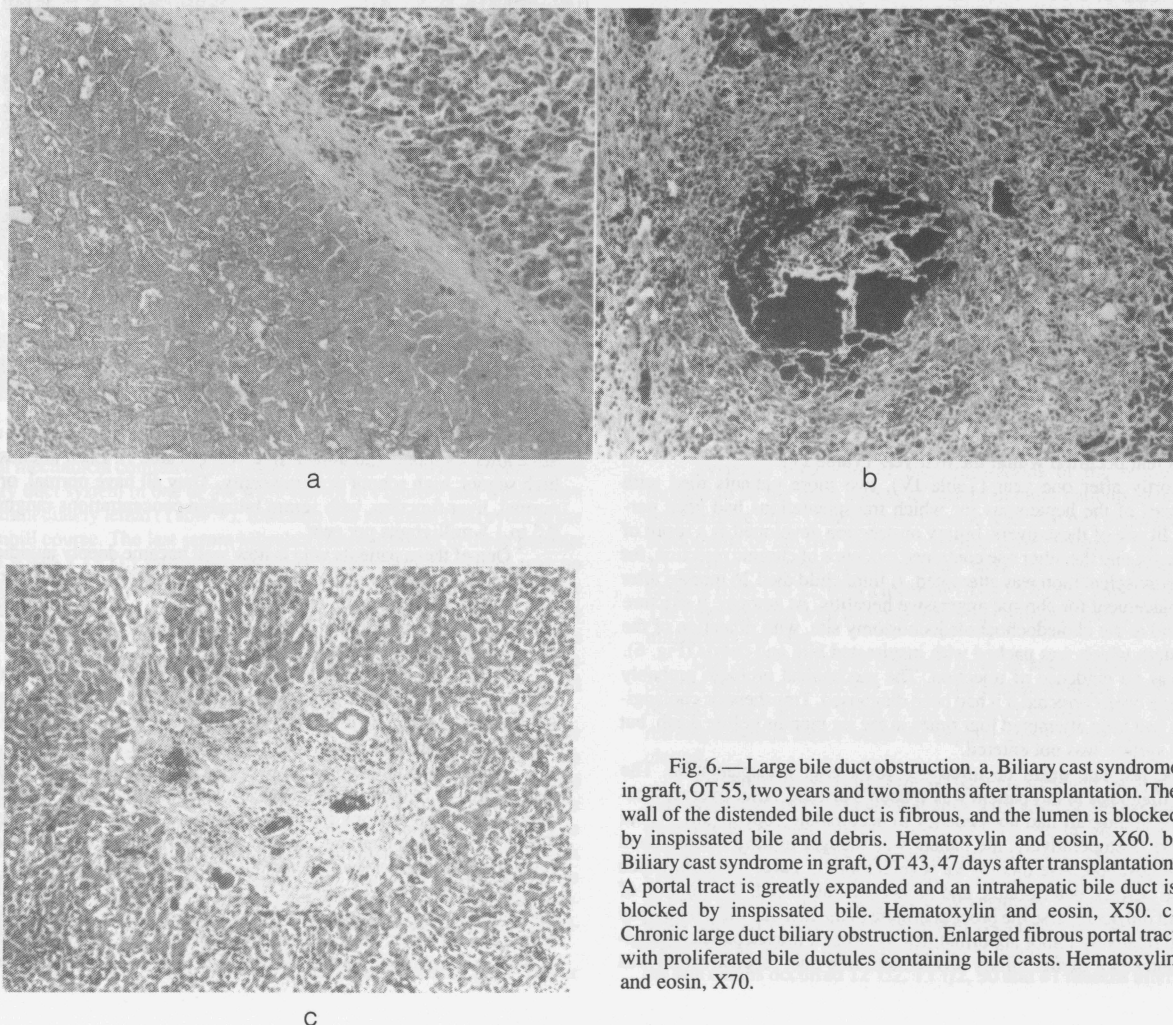 a
b
c
Fig. 6.— Large bile duct obstruction. a, Biliary cast syndrome
in graft, OT 55, two years and two months after transplantation. The
wall of the distended bile duct is fibrous, and the lumen is blocked
by inspissated bile and debris. Hematoxylin and eosin, X60. b
Biliary cast syndrome in graft, OT 43, 47 days after transplantation
A portal tract is greatly expanded and an intrahepatic bile duct is
blocked by inspissated bile. Hematoxylin and eosin, X50. c
Chronic large duct biliary obstruction. Enlarged fibrous portal tract
with proliferated bile ductules containing bile casts. Hematoxylin
and eosin, X70.